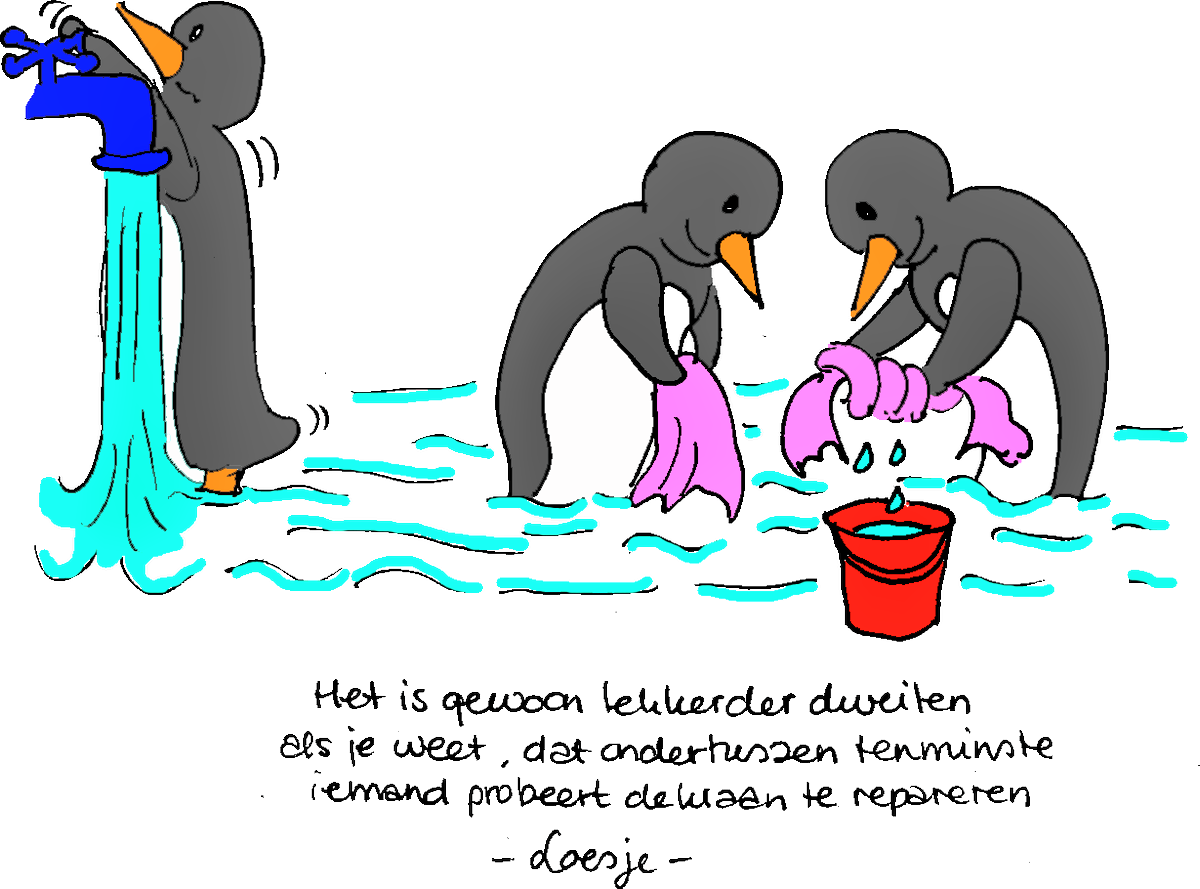 Het is gewoon lekkerder dweilen
als je weet, dat ondertussen tenminste
iemand probeert de kraan te repareren
- Loesje -